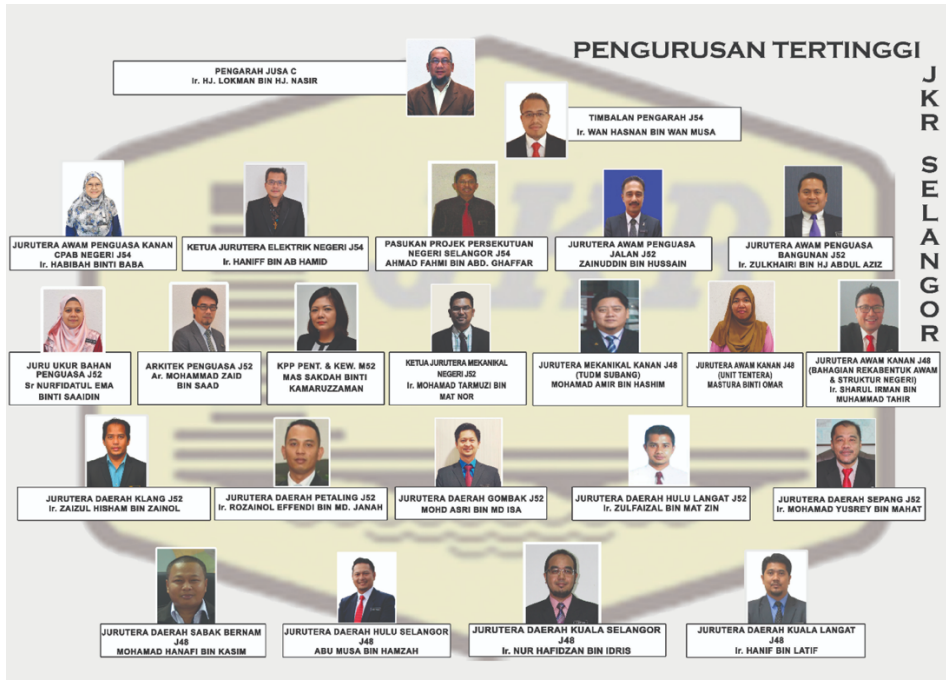 PENGURUSAN TERTINGGI
JKR SELANGOR
PENGARAH JUSA C
Ir. HJ. LOKMAN BIN HJ. NASIR
TIMBALAN PENGARAH J54
Ir. WAN HASNAN BIN WAN MUSA
JURUTERA AWAM PENGUASA KANAN
CPAB NEGERI J54
Ir. HABIBAH BINTI BABA
KETUA JURUTERA ELEKTRIK NEGERI J54
Ir. HANIFF BIN AB HAMID
PASUKAN PROJEK PERSEKUTUAN
NEGERI SELANGOR J54
AHMAD FAHMI BIN ABD. GHAFFAR
JURUTERA AWAM PENGUASA
JALAN J52
ZAINUDDIN BIN HUSSAIN
JURUTERA AWAM PENGUASA
BANGUNAN J52
Ir. ZULKHAIRI BIN HJ ABDUL AZIZ
JURU UKUR BAHAN
PENGUASA J52
Sr NURFIDATUL EMA
BINTI SAAIDIN
ARKITEK PENGUASA J52
Ar. MOHAMMAD ZAID
BIN SAAD
KPP PENT. & KEW. M52
MAS SAKDAH BINTI
KAMARUZZAMAN
KETUA JURUTERA MEKANIKAL
NEGERI J52
Ir. MOHAMAD TARMUZI BIN
MAT NOR
JURUTERA MEKANIKAL KANAN J48
(TUDM SUBANG)
MOHAMAD AMIR BIN HASHIM
JURUTERA AWAM KANAN J48
(UNIT TENTERA)
MASTURA BINTI OMAR
JURUTERA AWAM KANAN J48
(BAHAGIAN REKABENTUK AWAM
& STRUKTUR NEGERI)
Ir. SHARUL IRMAN BIN
MUHAMMAD TAHIR
JURUTERA DAERAH KLANG J52
Ir. ZAIZUL HISHAM BIN ZAINOL
JURUTERA DAERAH PETALING J52
Ir. ROZAINOL EFFENDI BIN MD. JANAH
JURUTERA DAERAH GOMBAK J52
MOHD ASRI BIN MD ISA
JURUTERA DAERAH HULU LANGAT J52
Ir. ZULFAIZAL BIN MAT ZIN
JURUTERA DAERAH SEPANG J52
Ir. MOHAMAD YUSREY BIN MAHAT
JURUTERA DAERAH SABAK BERNAM
J48
MOHAMAD HANAFI BIN KASIM
JURUTERA DAERAH HULU SELANGOR
J48
ABU MUSA BIN HAMZAH
JURUTERA DAERAH KUALA SELANGOR
J48
Ir. NUR HAFIDZAN BIN IDRIS
JURUTERA DAERAH KUALA LANGAT
J48
Ir. HANIF BIN LATIF
JKR